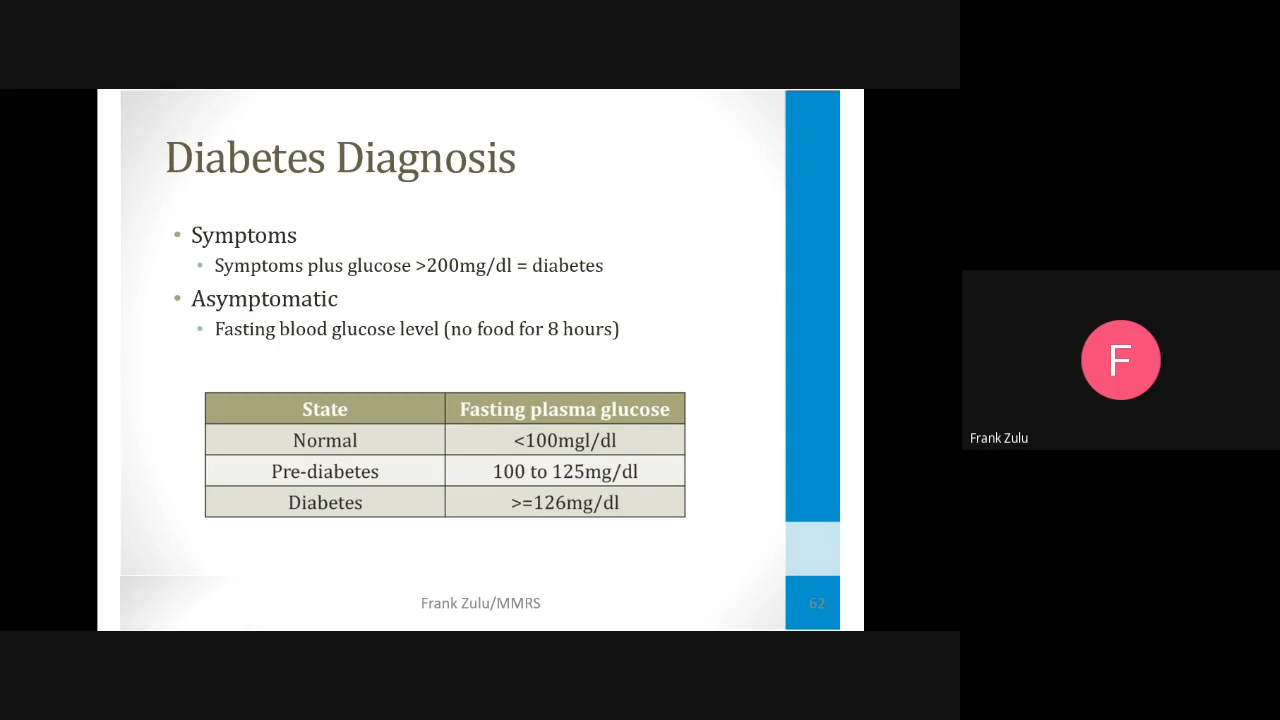 Diabetes Diagnosis
• Symptoms
• Symptoms plus glucose >200mg/dl = diabetes
• Asymptomatic
• Fasting blood glucose level (no food for 8 hours)
State Fasting plasma glucose
Normal <100mgl/dl
Pre-diabetes 100 to 125mg/dl
Diabetes >=126mg/dl
Frank Zulu/MMRS 62
F
Frank Zulu